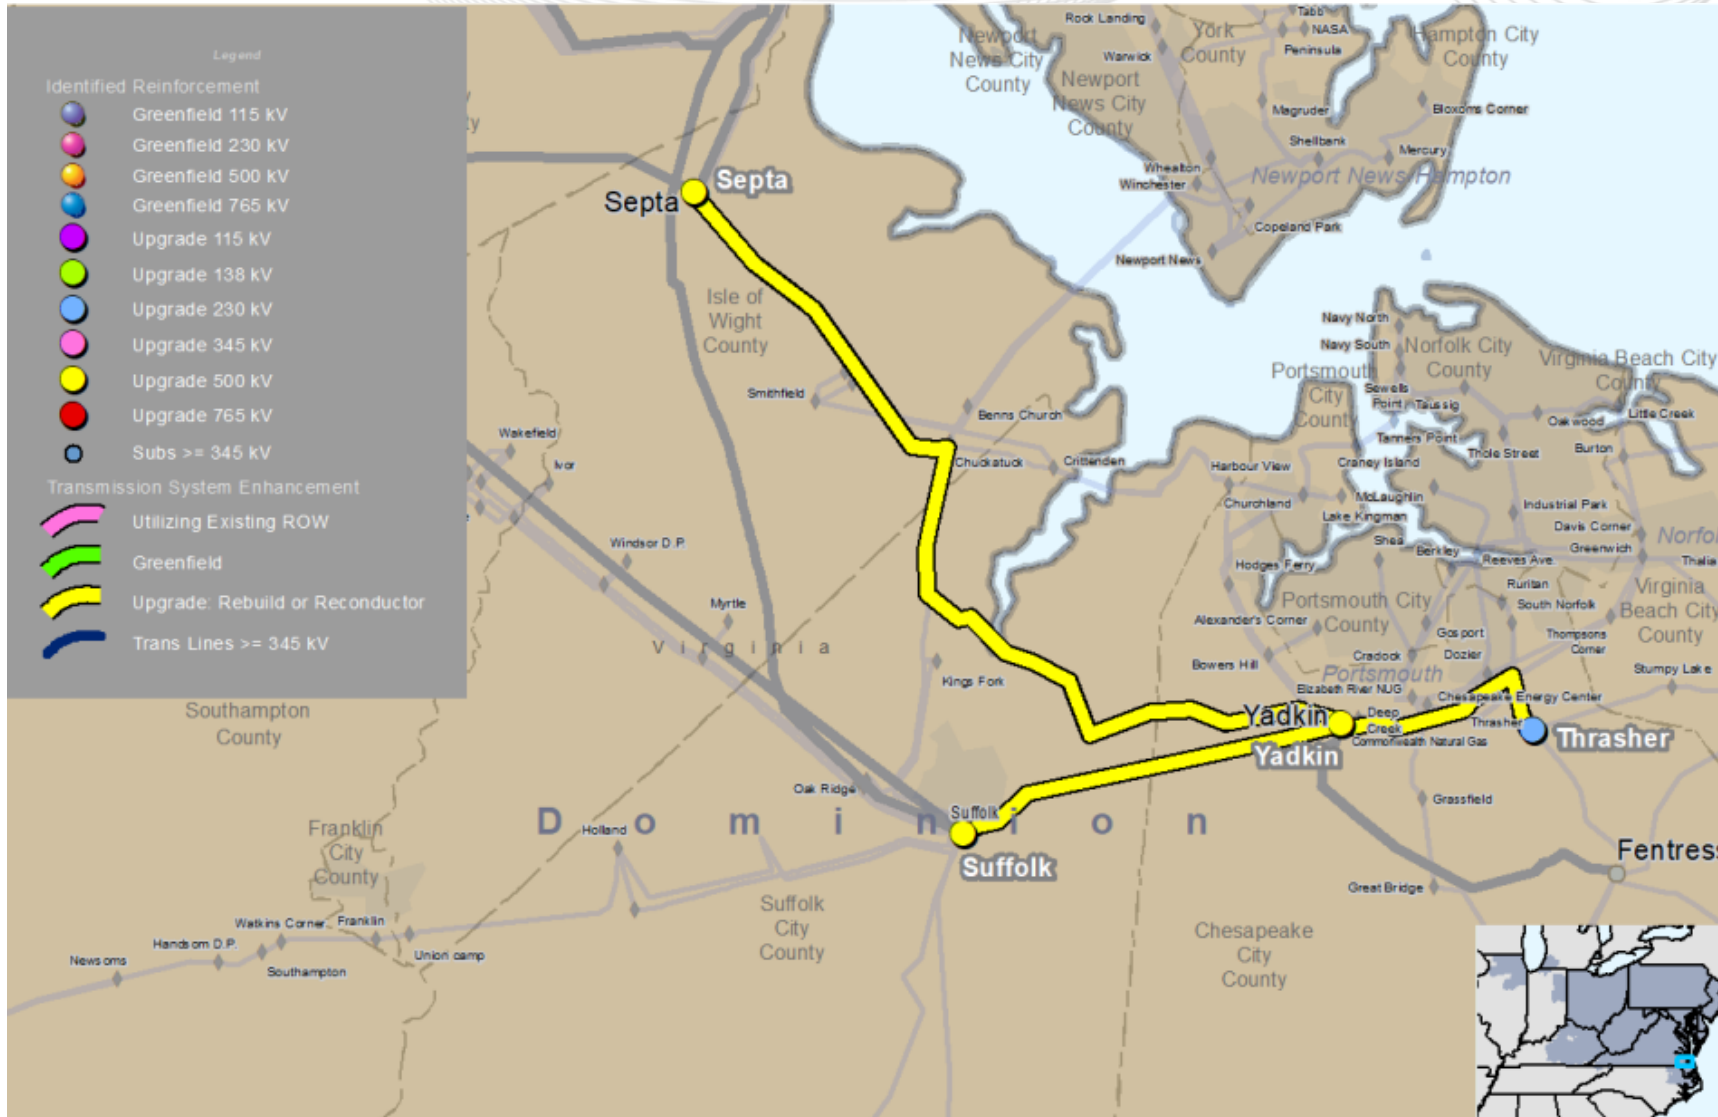 Legend
Identified Reinforcement
Greenfield 115 kV
Greenfield 230 kV
Greenfield 500 kV
Greenfield 765 kV
Upgrade 115 kV
Upgrade 138 kV
Upgrade 230 kV
Upgrade 345 kV
Upgrade 500 kV
Upgrade 765 kV
Subs >= 345 kV
Transmission System Enhancement
Utilizing Existing ROW
Greenfield
Upgrade: Rebuild or Reconductor
Trans Lines >= 345 kV
Rock Landing
Tabb
NASA
Peninsula
Newport
News City
County
York
County
Hampton City
County
Warwick
Newport
News City
County
Magruder
Bloxoms Corner
Shellbank
Mercury
Whealton
Winchester
Newport News/Hampton
Copeland Park
Newport News
Septa
Septa
Isle of
Wight
County
Smithfield
Benns Church
Chuckatuck
Crittenden
Wakefield
Ivor
Windsor D.P.
Myrtle
Virginia
Kings Fork
Navy North
Navy South
Norfolk City
County
Virginia Beach City
County
Portsmouth
City
County
Sewells
Point
Taussig
Oakwood
Little Creek
Tanners Point
Thole Street
Burton
Harbour View
Craney Island
Churchland
McLaughlin
Lake Kingman
Industrial Park
Davis Corner
Norfol
Shea
Berkley
Reeves Ave.
Greenwich
Thalia
Hodges Ferry
Ruritan
Portsmouth City
County
South Norfolk
Virginia
Beach City
County
Alexander's Corner
Gosport
Thompsons
Corner
Bowers Hill
Cradock
Dozier
Portsmouth
Stumpy Lake
Elizabeth River NUG
Chesapeake Energy Center
Yadkin
Deep
Creek
Thrasher
Thrasher
Commonwealth Natural Gas
Yadkin
Oak Ridge
Suffolk
Grassfield
Dominion
Suffolk
Southampton
County
Franklin
City
County
Holland
Fentress
Great Bridge
Suffolk
City
County
Chesapeake
City
County
Watkins Corner
Franklin
Handsom D.P.
Newsoms
Southampton
Union camp